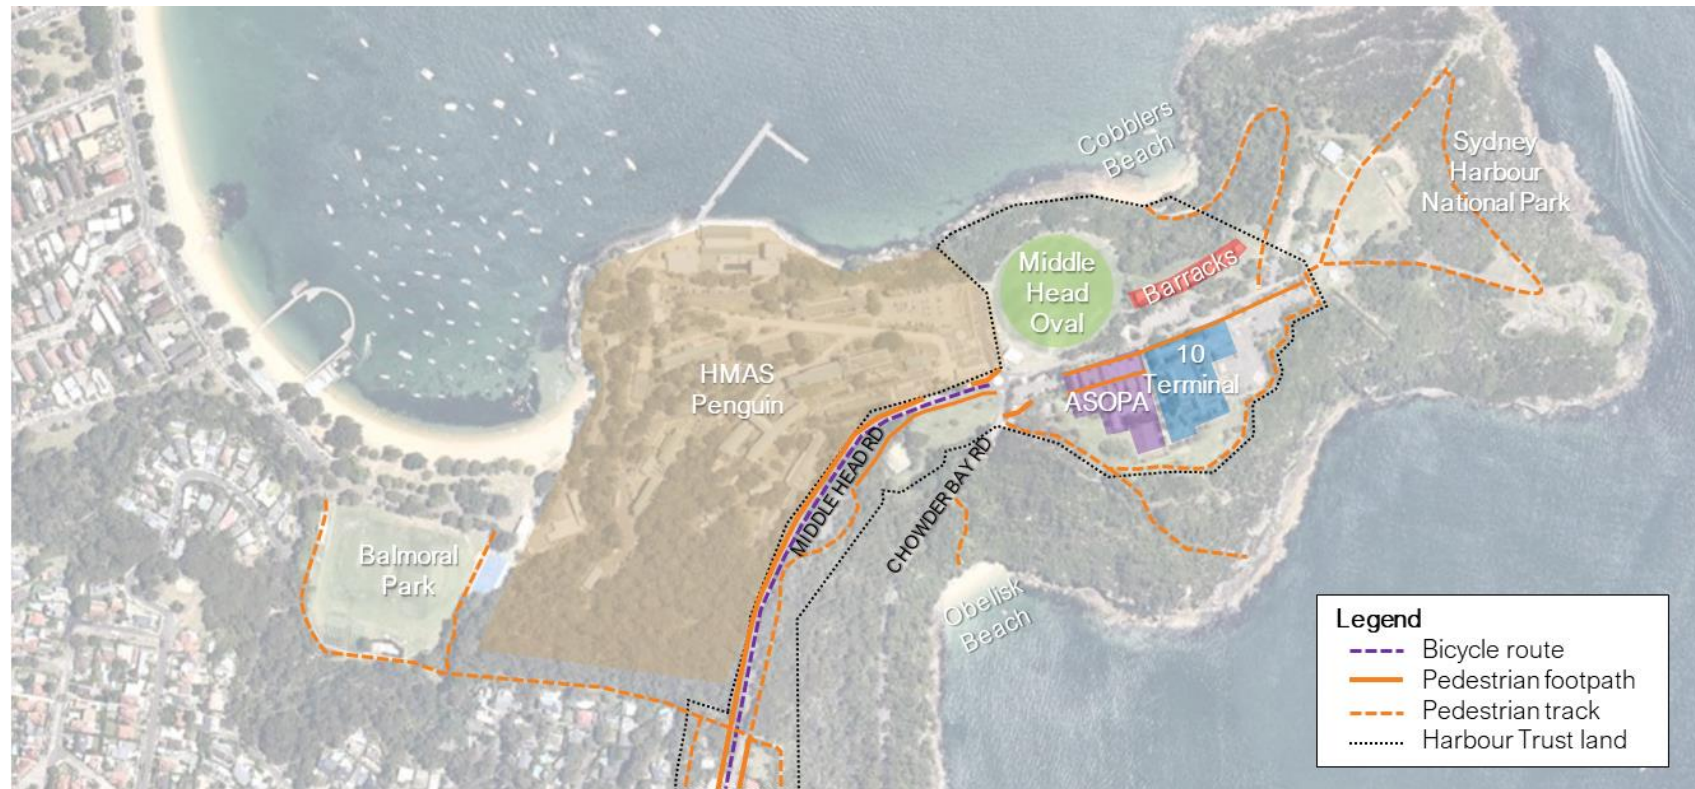 Cobblers
Beach
Sydney
Harbour
National Park
Middle
Head
Oval
Barracks
10
Terminal
ASOPA
HMAS
Penguin
MIDDLE HEAD RD
CHOWDER BAY RD
Balmoral
Park
Obelisk
Beach
Legend
Bicycle route
Pedestrian footpath
Pedestrian track
Harbour Trust land